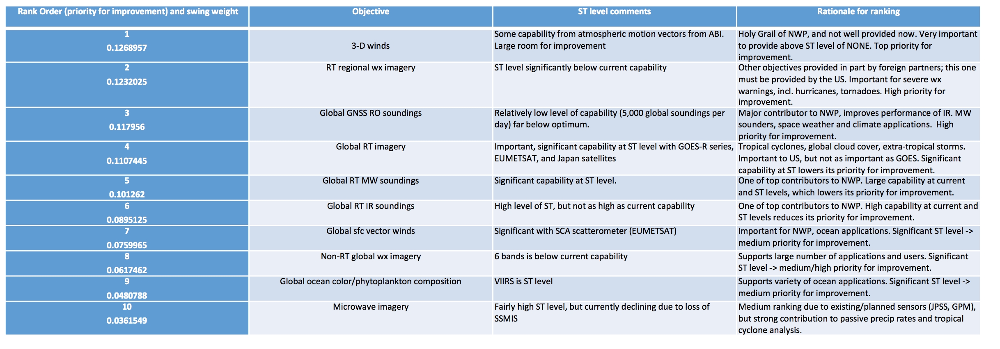 Rank Order (priority for improvement) and swing weight
Objective
ST level comments
Rationale for ranking
1
0.1268957
3-D winds
Some capability from atmospheric motion vectors from ABI.
Large room for improvement
Holy Grail of NWP, and not well provided now. Very important
to provide above ST level of NONE. Top priority for
improvement.
2
0.1232025
RT regional wx imagery
ST level significantly below current capability
Other objectives provided in part by foreign partners; this one
must be provided by the US. Important for severe wx
warnings, incl. hurricanes, tornadoes. High priority for
improvement.
3
0.117956
Global GNSS RO soundings
Relatively low level of capability (5,000 global soundings per
day) far below optimum.
Major contributor to NWP, improves performance of IR. MW
sounders, space weather and climate applications.  High
priority for improvement.
4
0.1107445
Global RT imagery
Important, significant capability at ST level with GOES-R series,
EUMETSAT, and Japan satellites
Tropical cyclones, global cloud cover, extra-tropical storms.
Important to US, but not as important as GOES. Significant
capability at ST lowers its priority for improvement.
5
0.101262
Global RT MW soundings
Significant capability at ST level.
One of top contributors to NWP. Large capability at current
and ST levels, which lowers its priority for improvement.
6
0.0895125
Global RT IR soundings
High level of ST, but not as high as current capability
One of top contributors to NWP. High capability at current and
ST levels reduces its priority for improvement.
7
0.0759965
Global sfc vector winds
Significant with SCA scatterometer (EUMETSAT)
Important for NWP, ocean applications. Significant ST level ->
medium priority for improvement.
8
0.0617462
Non-RT global wx imagery
6 bands is below current capability
Supports large number of applications and users. Significant
ST level -> medium/high priority for improvement.
9
0.0480788
Global ocean color/phytoplankton composition
VIIRS is ST level
Supports variety of ocean applications. Significant ST level ->
medium priority for improvement.
10
0.0361549
Microwave imagery
Fairly high ST level, but currently declining due to loss of
SSMIS
Medium ranking due to existing/planned sensors (JPSS, GPM),
but strong contribution to passive precip rates and tropical
cyclone analysis.